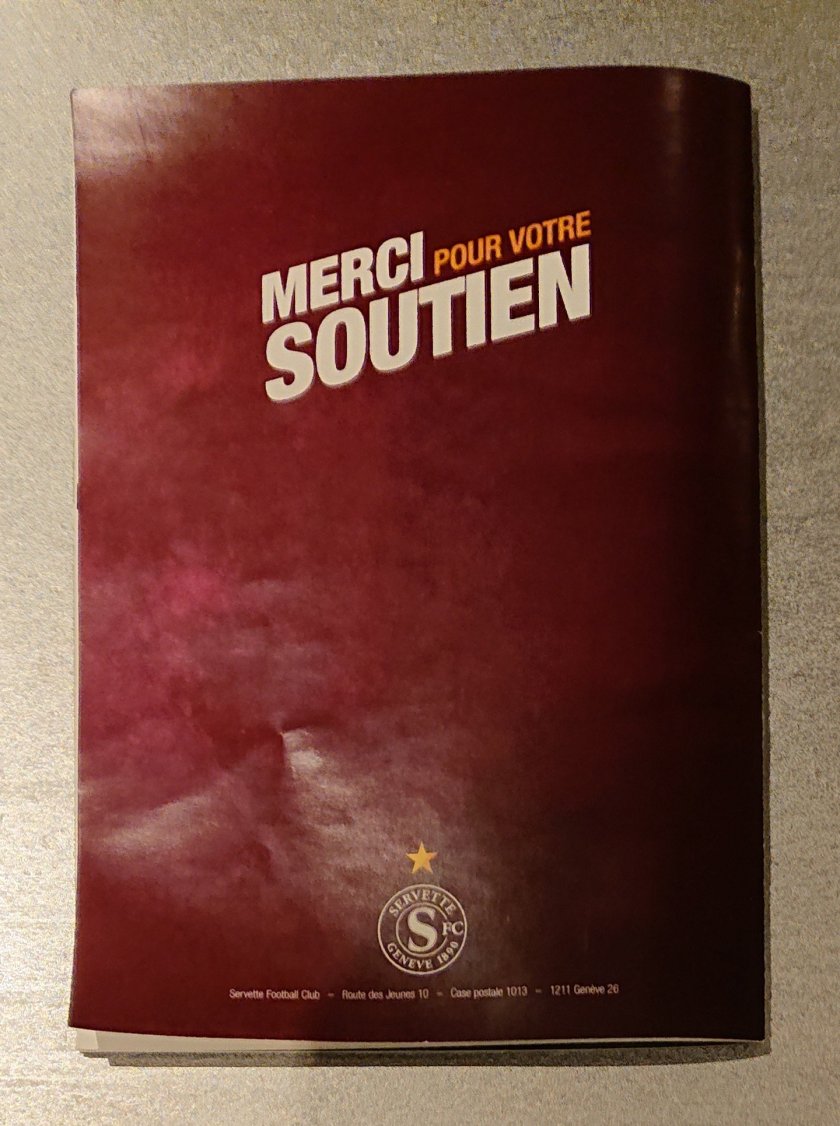 MERCI POUR VOTRE
SOUTIEN
SERVETTE
S FC
GENEVE 1890
Servette Football Club – Route des Jeunes 10 – Case postale 1013 – 1211 Genève 26